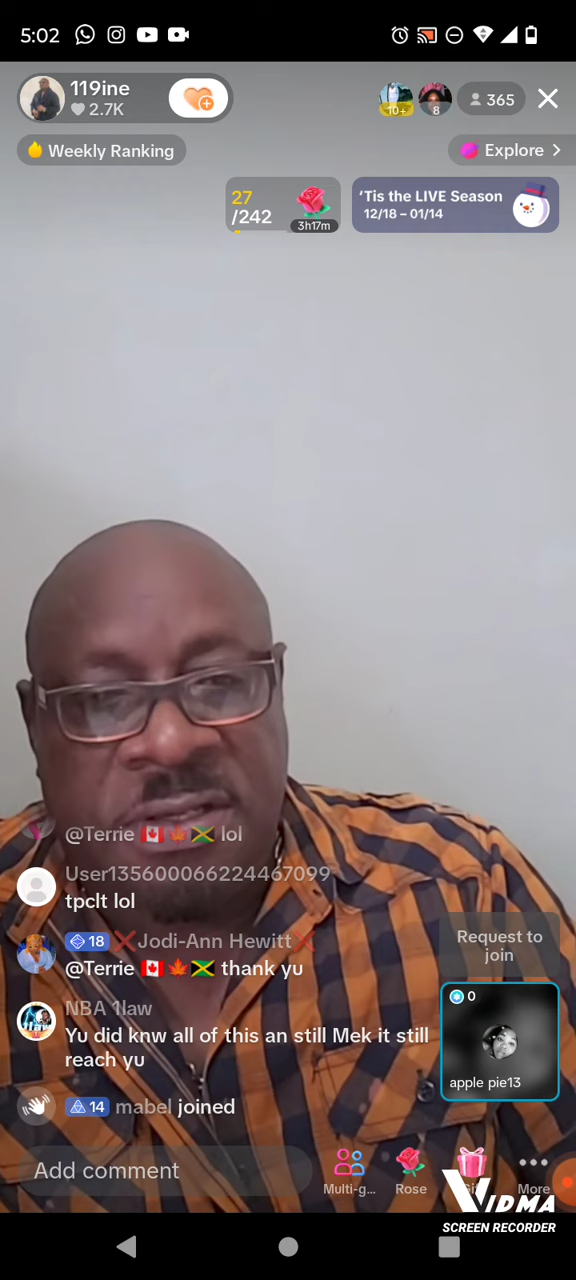 5:02
119ine
2.7K
10+
8
365
Weekly Ranking
Explore >
27
/242
3h17m
‘Tis the LIVE Season
12/18 – 01/14
@Terrie 🇨🇦🍁🇯🇲 lol
User135600066224467099
tpclt lol
18 ❌Jodi-Ann Hewitt❌
@Terrie 🇨🇦🍁🇯🇲 thank yu
NBA 1law
Yu did knw all of this an still Mek it still
reach yu
14 mabel joined
Request to
join
0
apple pie13
Add comment
Multi-g...
Rose
More
VIDMA
SCREEN RECORDER